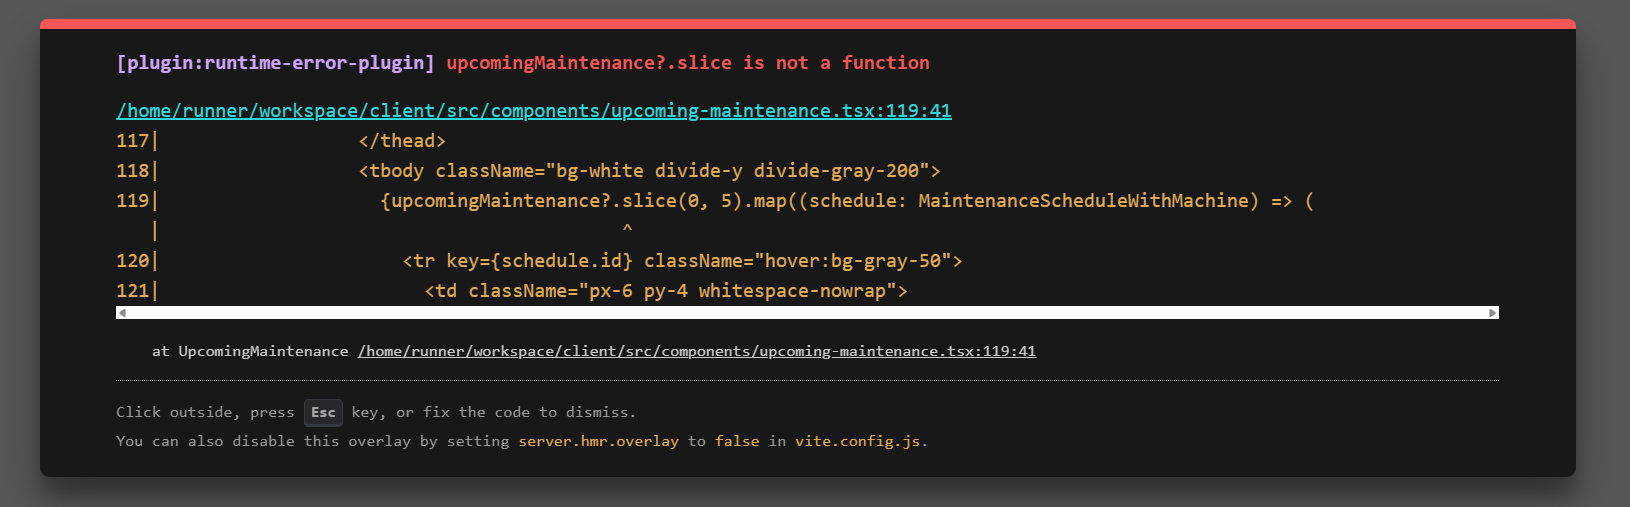 [plugin:runtime-error-plugin] upcomingMaintenance?.slice is not a function
/home/runner/workspace/client/src/components/upcoming-maintenance.tsx:119:41
117|                  </thead>
118|                  <tbody className="bg-white divide-y divide-gray-200">
119|                    {upcomingMaintenance?.slice(0, 5).map((schedule: MaintenanceScheduleWithMachine) => (
   |                                          ^
120|                      <tr key={schedule.id} className="hover:bg-gray-50">
121|                        <td className="px-6 py-4 whitespace-nowrap">
at UpcomingMaintenance /home/runner/workspace/client/src/components/upcoming-maintenance.tsx:119:41
Click outside, press Esc key, or fix the code to dismiss.
You can also disable this overlay by setting server.hmr.overlay to false in vite.config.js.